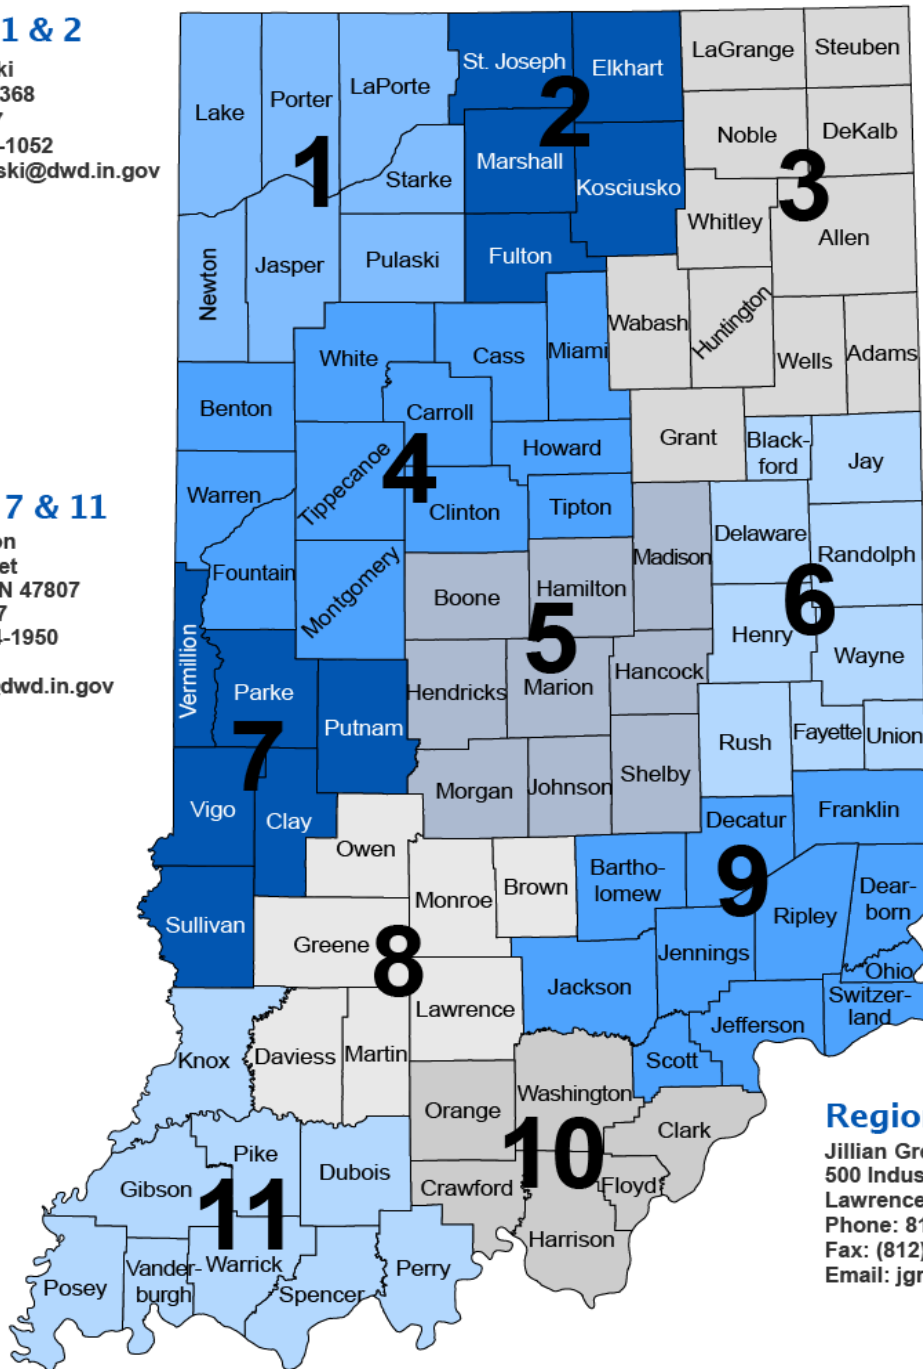 1 & 2
ki
368
7
-1052
ski@dwd.in.gov
7 & 11
on
et
N 47807
7
4-1950
@dwd.in.gov
Lake
Porter
LaPorte
St. Joseph
Elkhart
LaGrange
Steuben
2
Noble
DeKalb
1
Starke
Marshall
Kosciusko
3
Whitley
Allen
Newton
Jasper
Pulaski
Fulton
Wabash
Huntington
Wells
Adams
White
Cass
Miami
Benton
Carroll
Howard
Grant
Black-
ford
Jay
4
Warren
Tippecanoe
Clinton
Tipton
Madison
Delaware
Randolph
Fountain
Montgomery
Boone
Hamilton
6
5
Henry
Wayne
Vermillion
Parke
Putnam
Hendricks
Marion
Hancock
Rush
Fayette
Union
7
Vigo
Clay
Morgan
Johnson
Shelby
Decatur
Franklin
Owen
Monroe
Brown
Bartho-
lomew
9
Ripley
Dear-
born
Sullivan
Greene
8
Jennings
Ohio
Lawrence
Jackson
Jefferson
Switzer-
land
Knox
Daviess
Martin
Scott
Orange
Washington
Clark
10
Pike
Dubois
Crawford
Floyd
Gibson
11
Harrison
Posey
Vander-
burgh
Warrick
Spencer
Perry
Regio
Jillian Gre
500 Indus
Lawrence
Phone: 81
Fax: (812)
Email: jgr